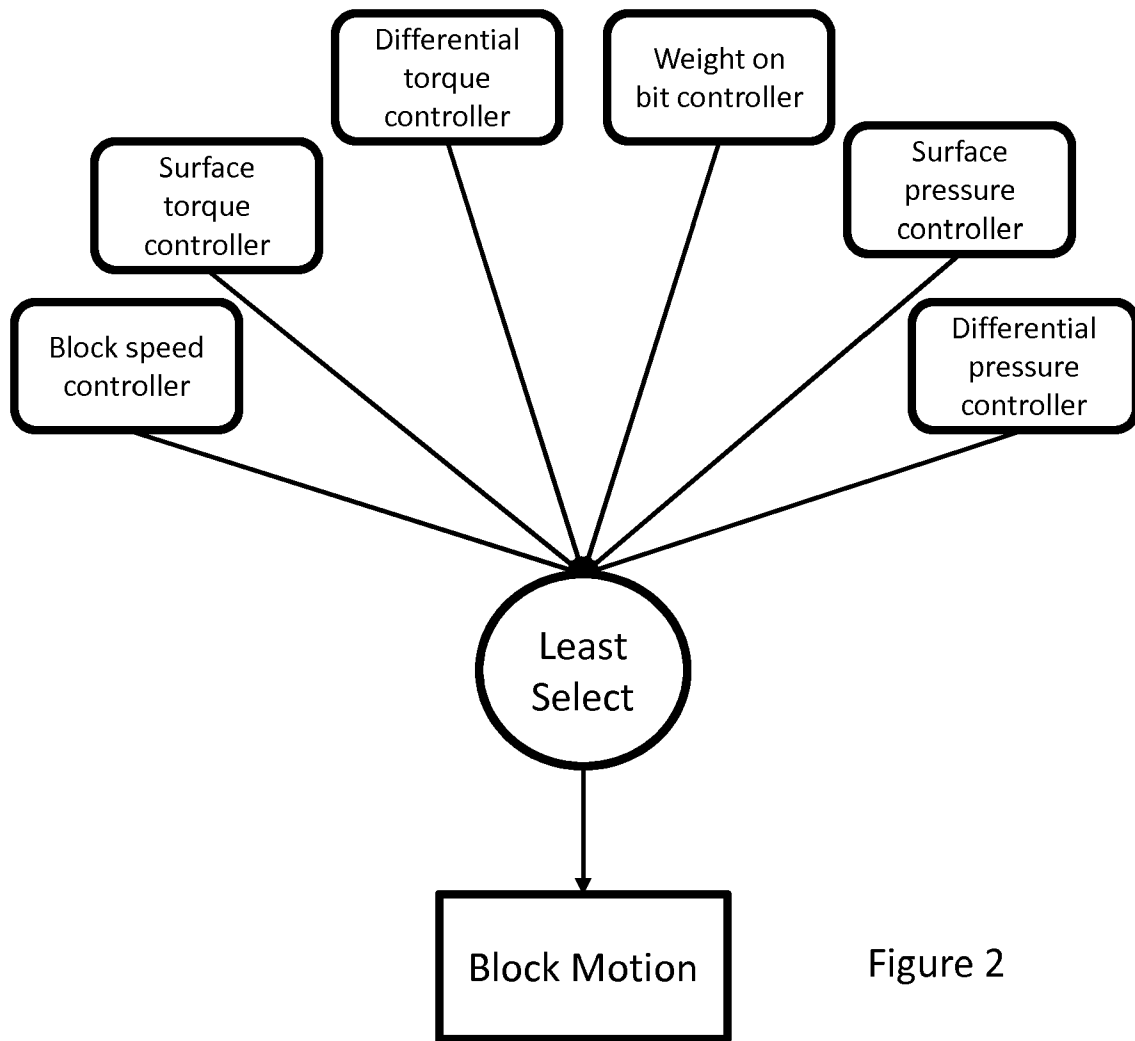 Differential
torque
controller
Weight on
bit controller
Surface
torque
controller
Surface
pressure
controller
Block speed
controller
Differential
pressure
controller
Least
Select
Block Motion
Figure 2